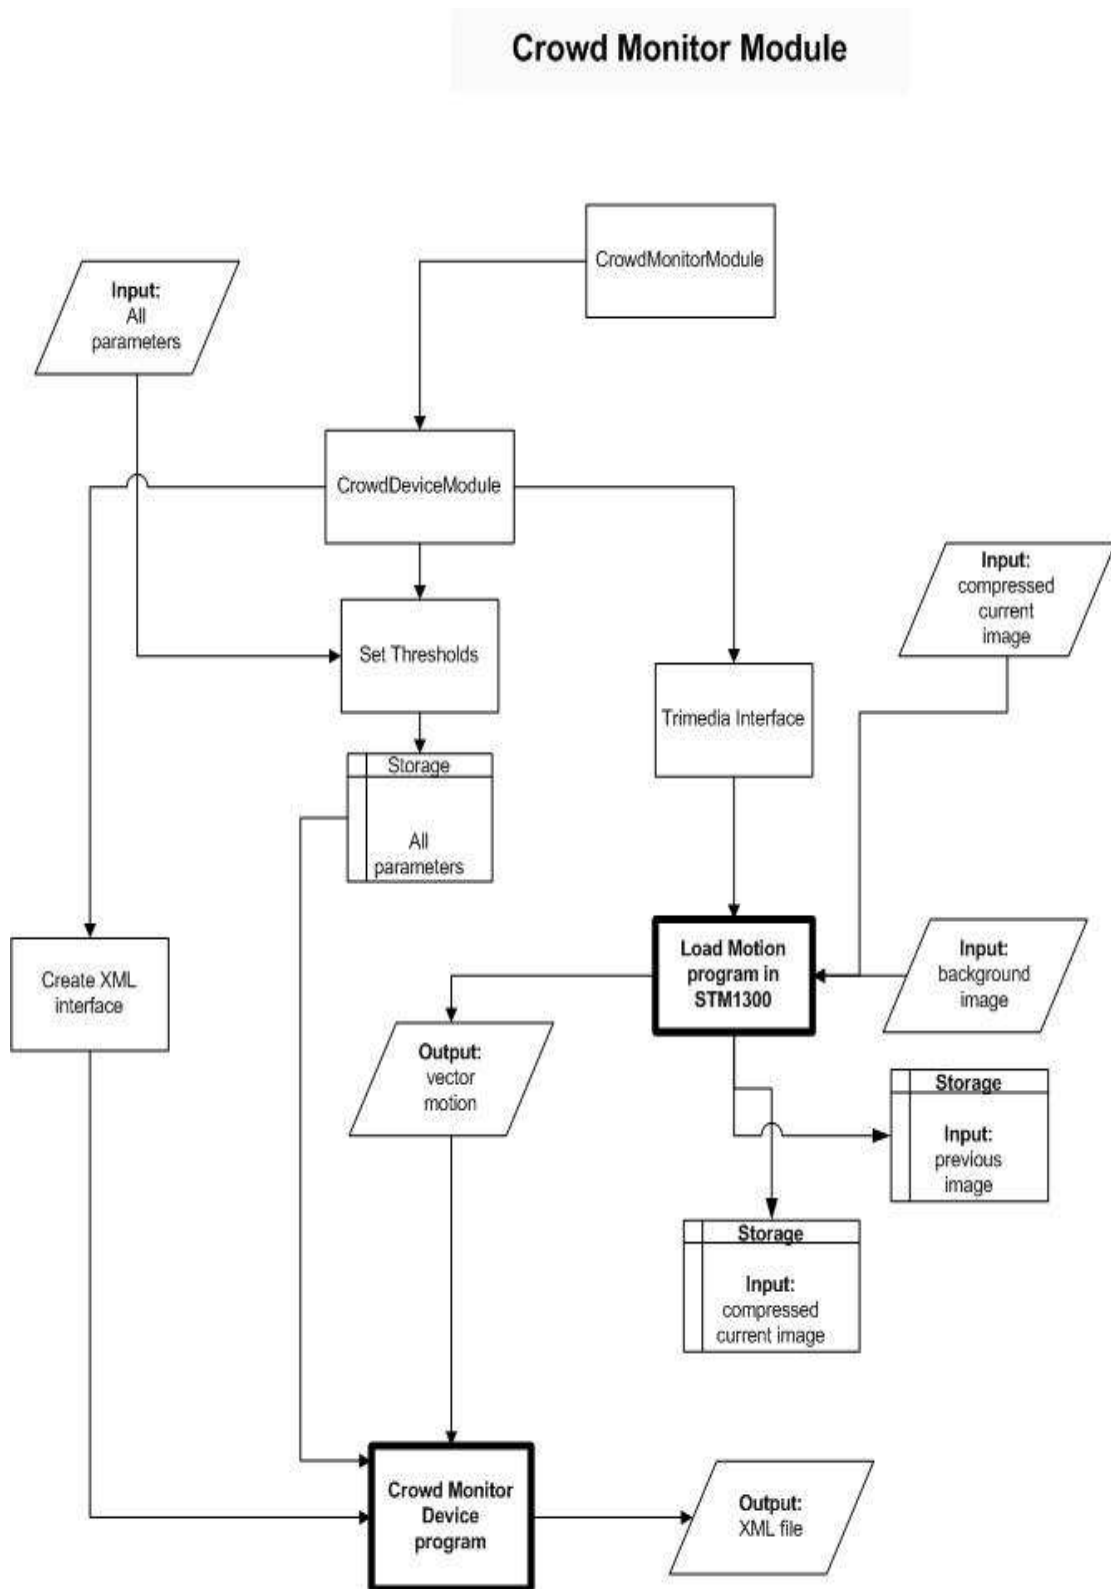 Crowd Monitor Module
CrowdMonitorModule
Input:
All
parameters
CrowdDeviceModule
Input:
compressed
current
image
Set Thresholds
Trimedia Interface
Storage
All
parameters
Load Motion
program in
STM1300
Input:
background
image
Create XML
interface
Output:
vector
motion
Storage
Input:
previous
image
Storage
Input:
compressed
current image
Crowd Monitor
Device
program
Output:
XML file